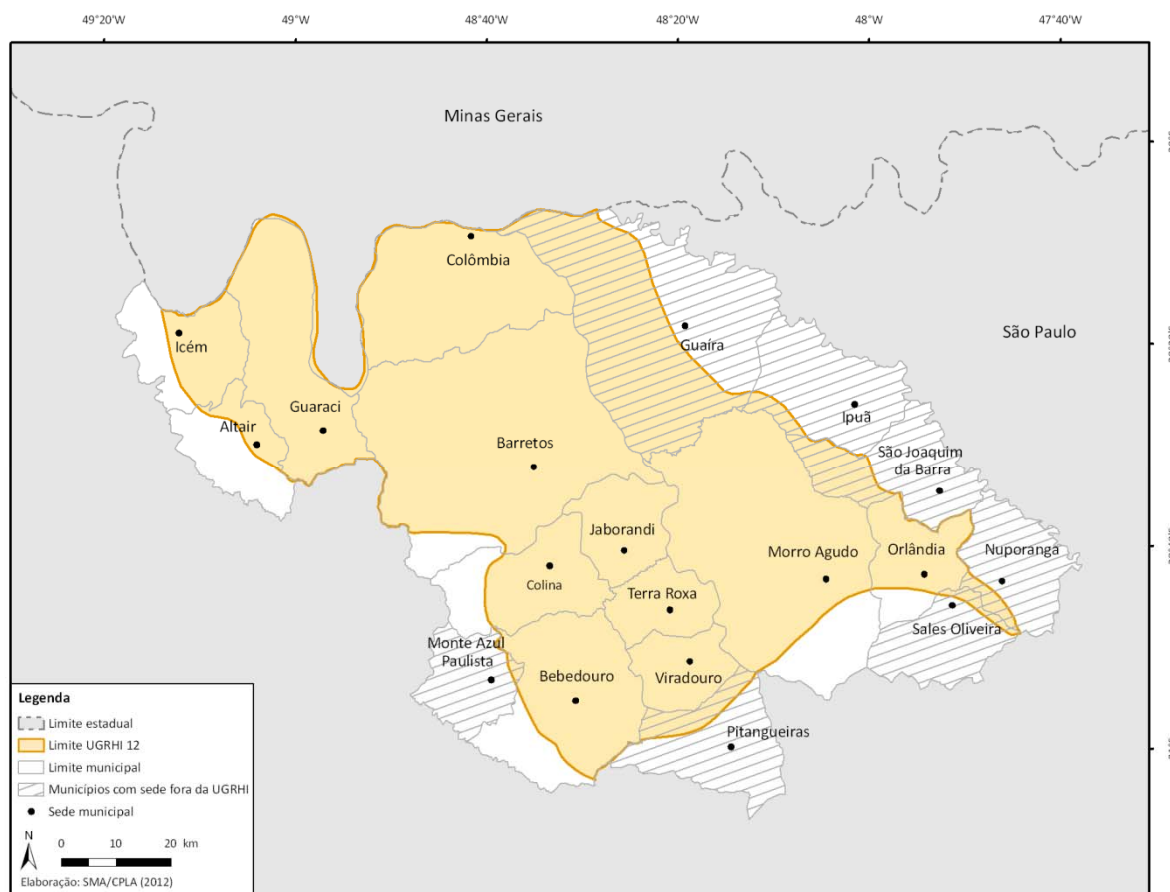 49°20'W
49°W
48°40'W
48°20'W
48°W
47°40'W
Minas Gerais
São Paulo
Colômbia
Guaíra
Icém
Ipuã
Guaraci
Altair
Barretos
São Joaquim
da Barra
Jaborandi
Morro Agudo
Orlândia
Nuporanga
Colina
Terra Roxa
Sales Oliveira
Monte Azul
Paulista
Bebedouro
Viradouro
Pitangueiras
Legenda
Limite estadual
Limite UGRHI 12
Limite municipal
Municípios com sede fora da UGRHI
Sede municipal
N
0 10 20 km
Elaboração: SMA/CPLA (2012)